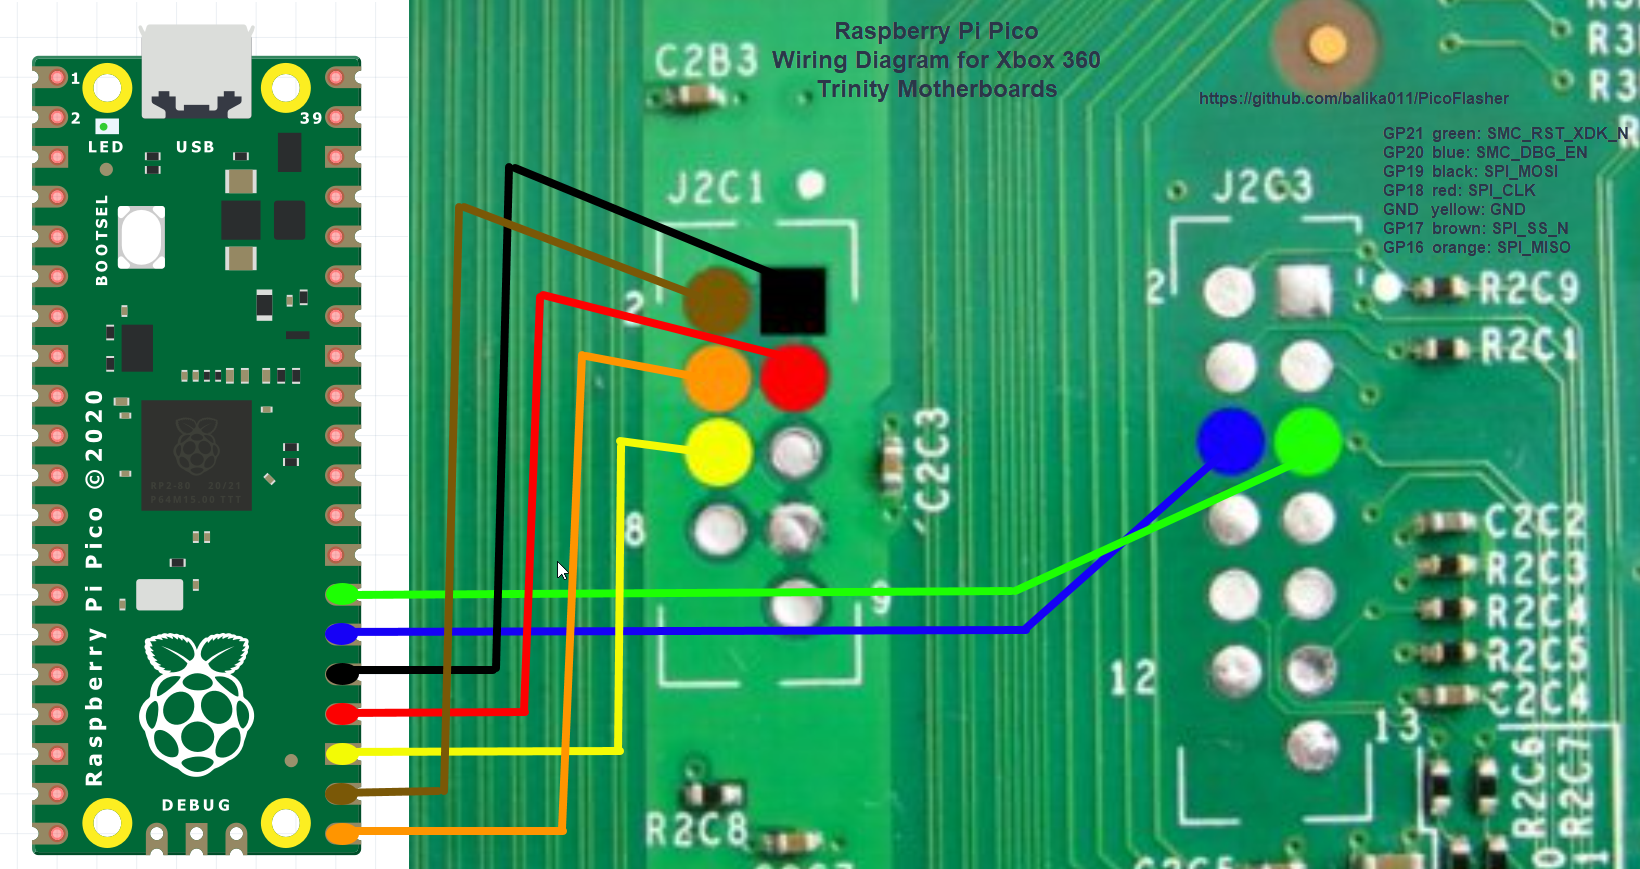 Raspberry Pi Pico
Wiring Diagram for Xbox 360
Trinity Motherboards
https://github.com/balika011/PicoFlasher
GP21 green: SMC_RST_XDK_N
GP20 blue: SMC_DBG_EN
GP19 black: SPI_MOSI
GP18 red: SPI_CLK
GND yellow: GND
GP17 brown: SPI_SS_N
GP16 orange: SPI_MISO
1
2
39
LED
USB
BOOTSEL
Raspberry Pi Pico ©2020
DEBUG
C2B3
J2C1
2
8
9
C2C3
R2C8
J2C3
2
12
13
R2C9
R2C1
C2C2
R2C3
R2C4
R2C5
C2C4
R2C6
R2C7